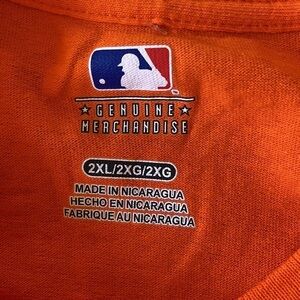 ★ GENUINE ★
MERCHANDISE
2XL/2XG/2XG
MADE IN NICARAGUA
HECHO EN NICARAGUA
FABRIQUE AU NICARAGUA